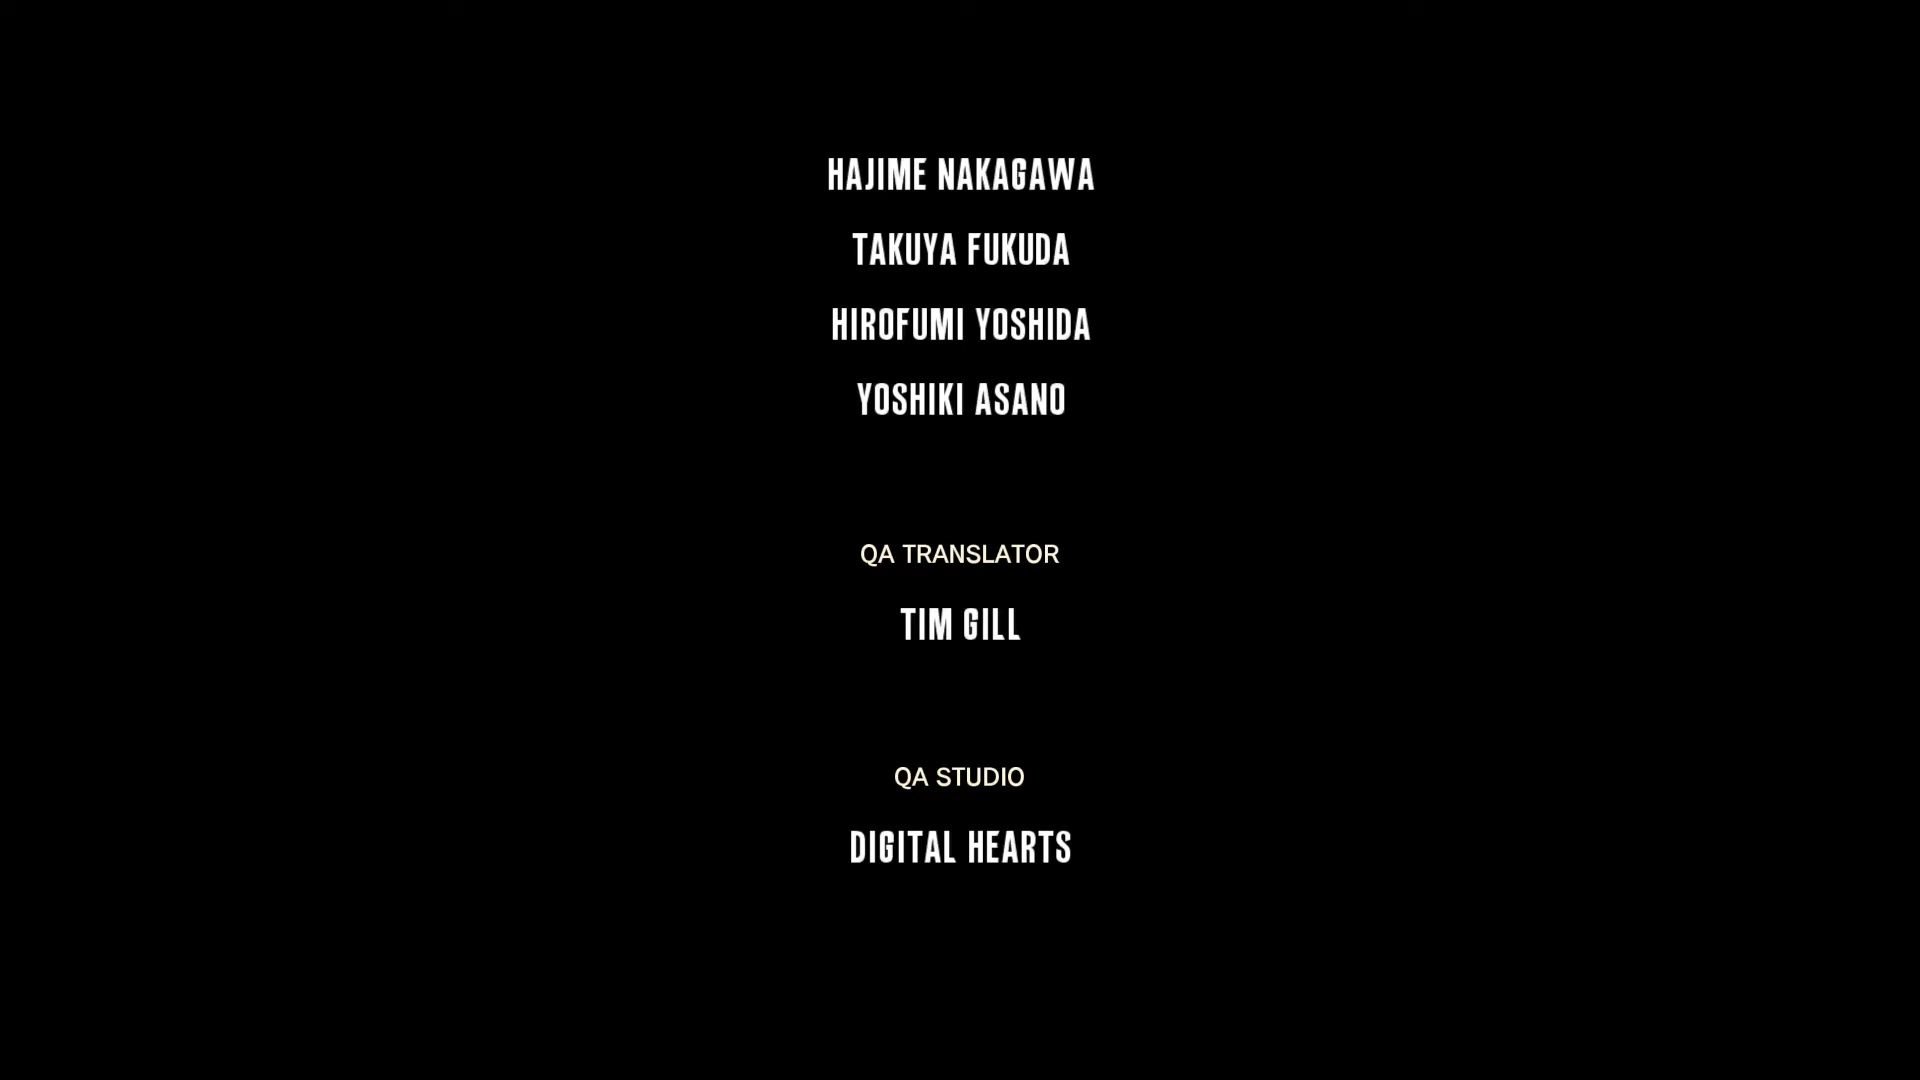 HAJIME NAKAGAWA
TAKUYA FUKUDA
HIROFUMI YOSHIDA
YOSHIKI ASANO
QA TRANSLATOR
TIM GILL
QA STUDIO
DIGITAL HEARTS